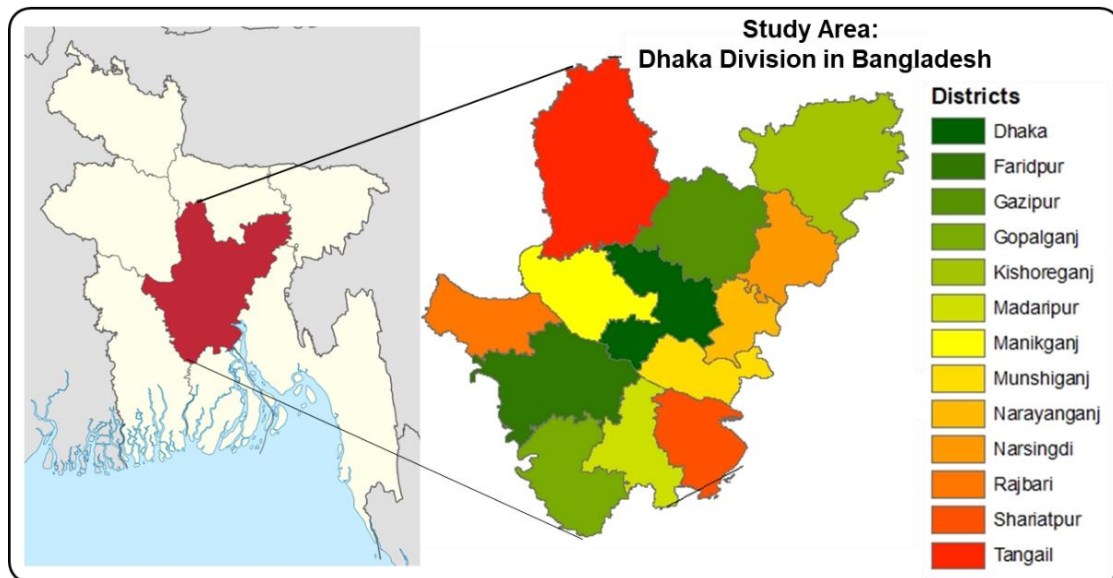 Study Area:
Dhaka Division in Bangladesh
Districts
Dhaka
Faridpur
Gazipur
Gopalganj
Kishoreganj
Madaripur
Manikganj
Munshiganj
Narayanganj
Narsingdi
Rajbari
Shariatpur
Tangail